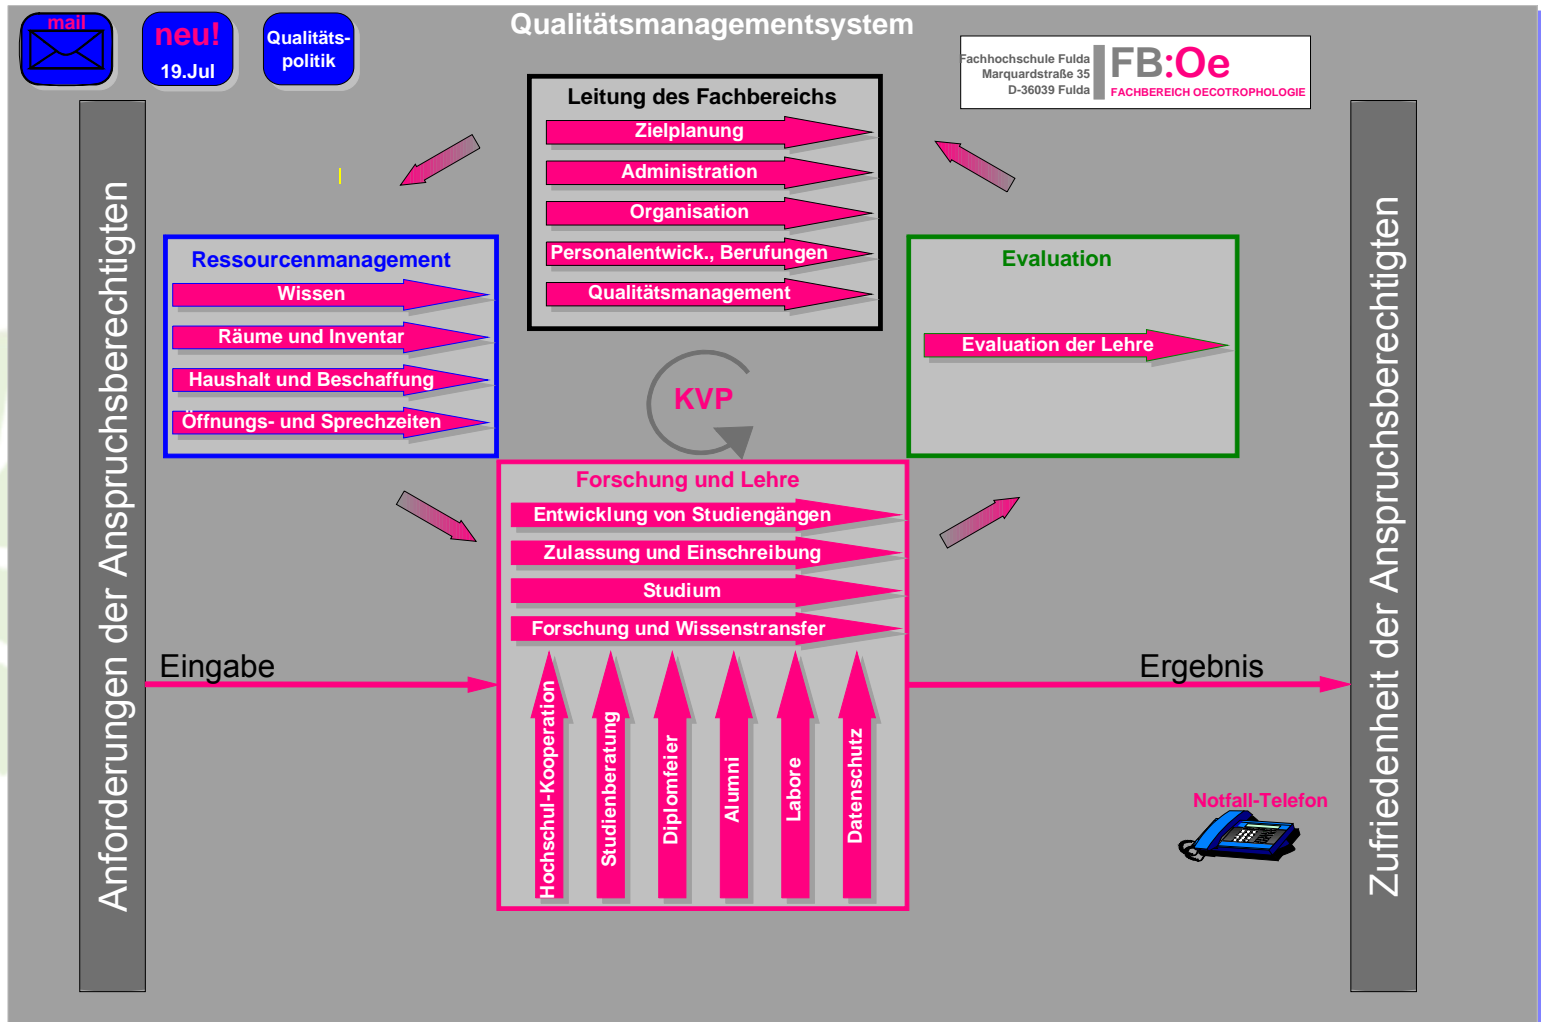 mail
neu!
19.Jul
Qualitäts-
politik
Qualitätsmanagementsystem
Fachhochschule Fulda
Marquardstraße 35
D-36039 Fulda
FB:Oe
FACHBEREICH OECOTROPHOLOGIE
Anforderungen der Anspruchsberechtigten
Leitung des Fachbereichs
Zielplanung
Administration
Organisation
Personalentwick., Berufungen
Qualitätsmanagement
Ressourcenmanagement
Wissen
Räume und Inventar
Haushalt und Beschaffung
Öffnungs- und Sprechzeiten
Evaluation
Evaluation der Lehre
KVP
Forschung und Lehre
Entwicklung von Studiengängen
Zulassung und Einschreibung
Studium
Forschung und Wissenstransfer
Hochschul-Kooperation
Studienberatung
Diplomfeier
Alumni
Labore
Datenschutz
Eingabe
Ergebnis
Notfall-Telefon
Zufriedenheit der Anspruchsberechtigten